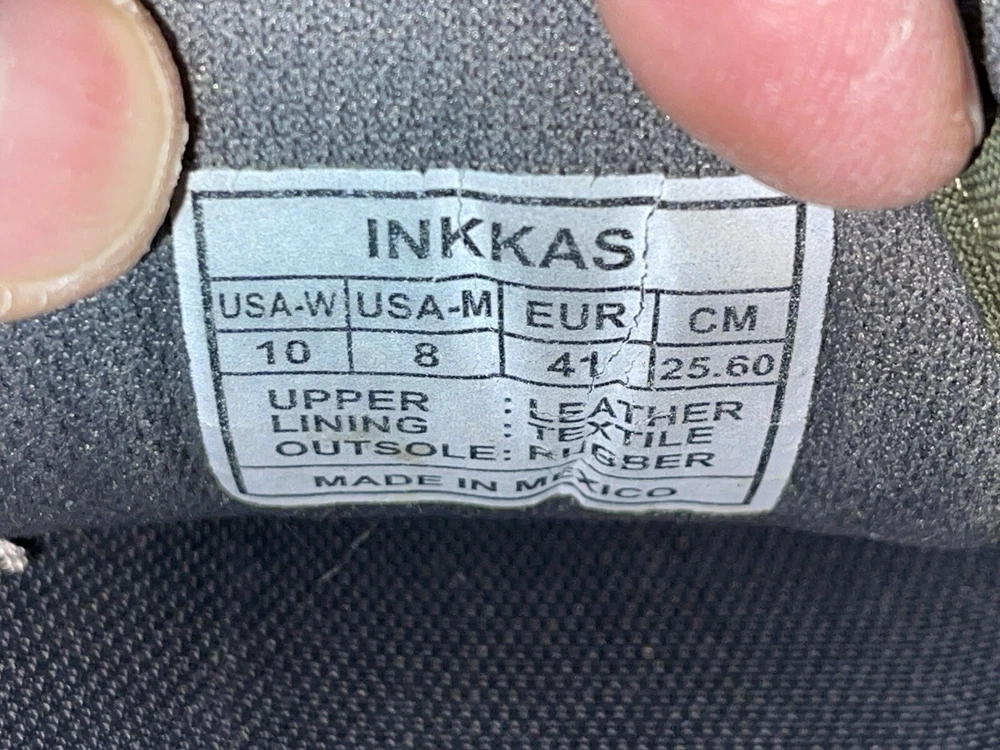 INKKAS
USA-W USA-M EUR CM
10 8 41 25.60
UPPER : LEATHER
LINING : TEXTILE
OUTSOLE: RUBBER
MADE IN MEXICO